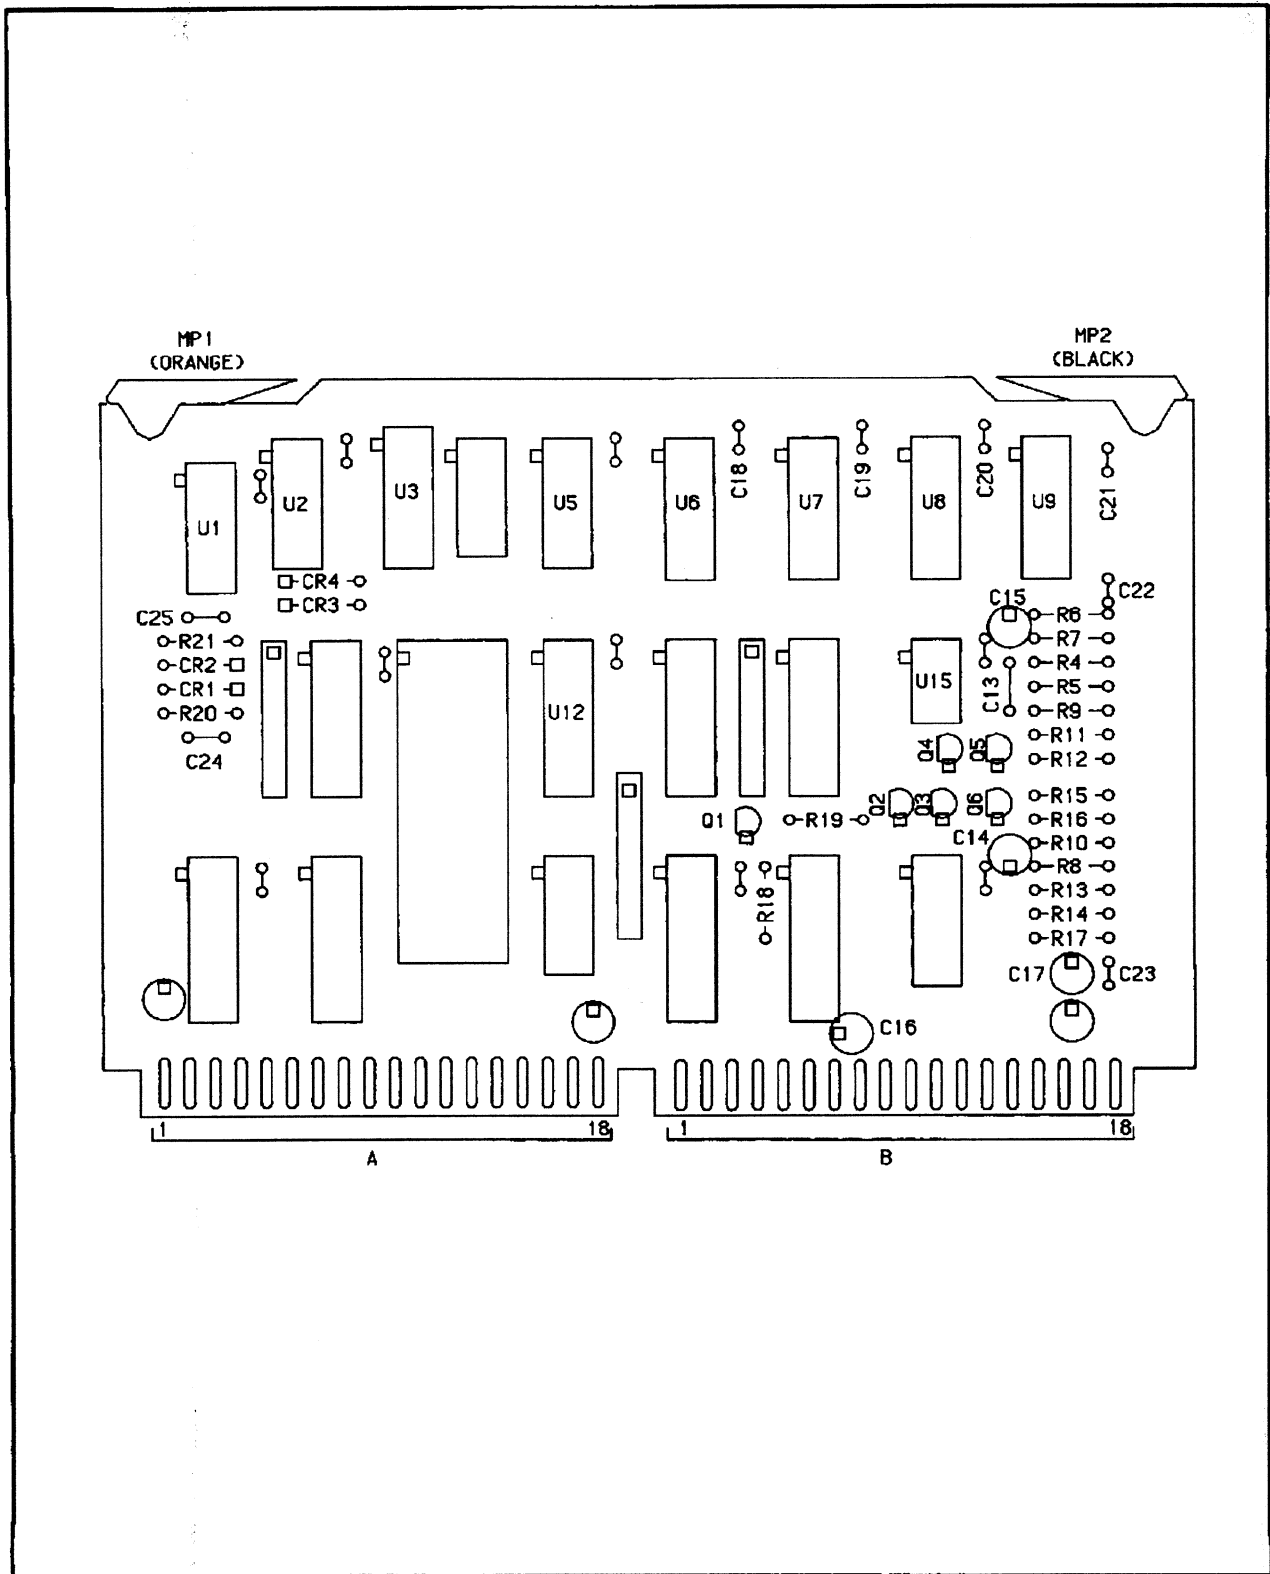 MP1
(ORANGE)
MP2
(BLACK)
U1
U2
U3
U5
U6
C18
U7
C19
U8
C20
U9
C21
CR4
CR3
C25
R21
CR2
CR1
R20
C24
U12
U15
C15
C22
C13
R6
R7
R4
R5
R9
R11
R12
Q4
Q5
Q1
R19
Q2
Q3
Q6
R15
R16
C14
R10
R8
R18
R13
R14
R17
C17
C23
C16
1
18
1
18
A
B